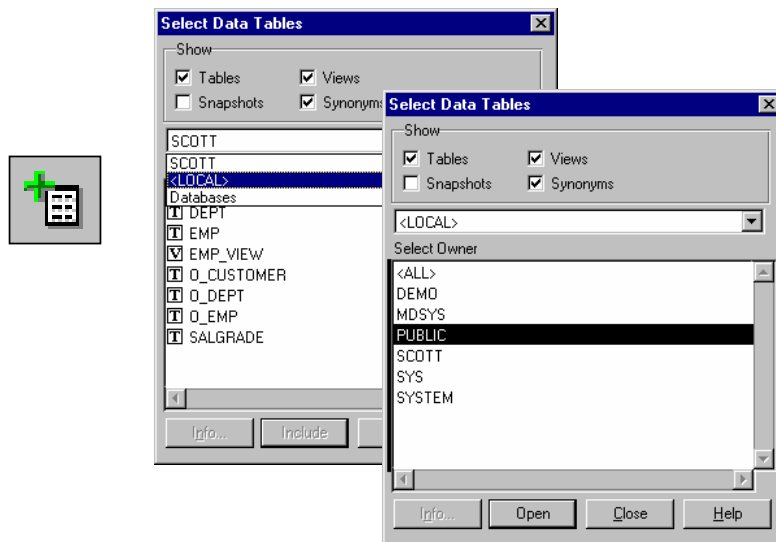 Select Data Tables
Show
Tables Views
Snapshots Synonyms
SCOTT
SCOTT
<LOCAL>
Databases
T DEPT
T EMP
V EMP_VIEW
T O_CUSTOMER
T O_DEPT
T O_EMP
T SALGRADE
Info... Include
Select Data Tables
Show
Tables Views
Snapshots Synonyms
<LOCAL>
Select Owner
<ALL>
DEMO
MDSYS
PUBLIC
SCOTT
SYS
SYSTEM
Info... Open Close Help